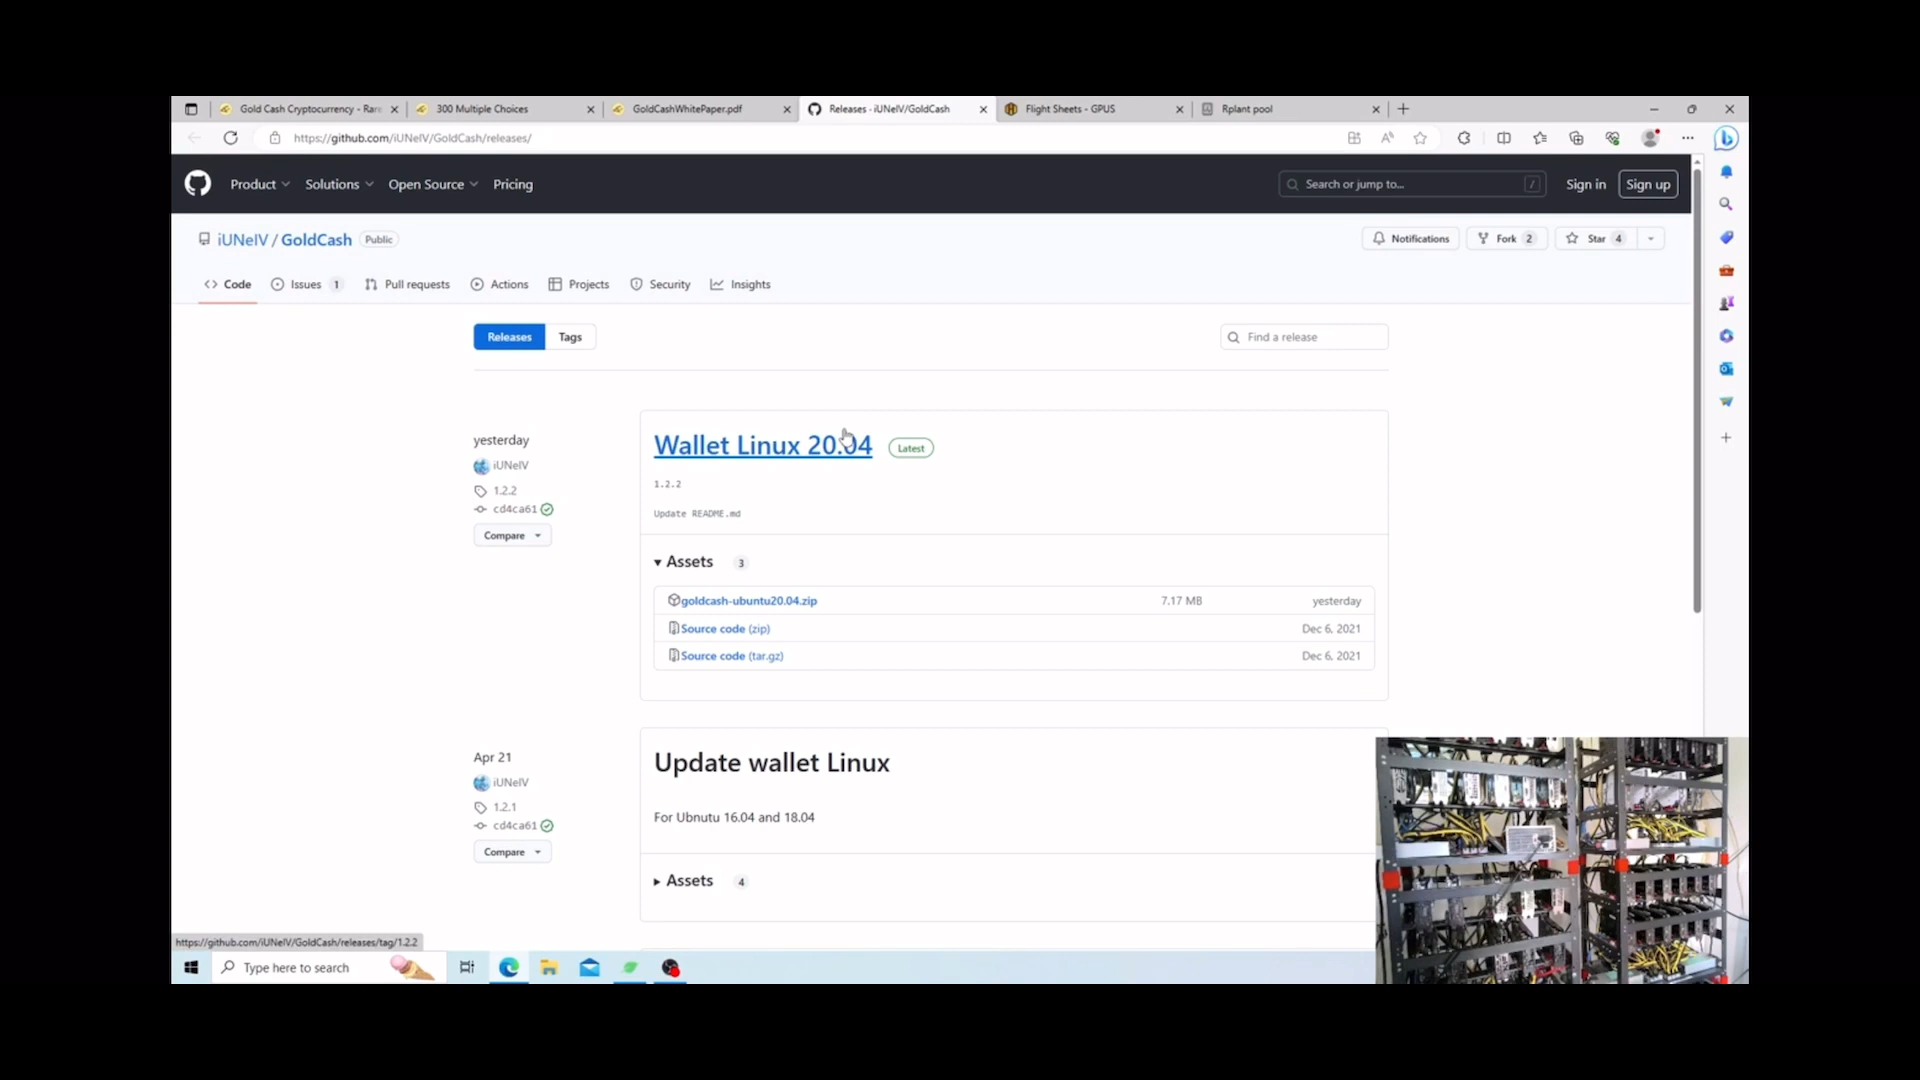 Gold Cash Cryptocurrency - Rare
300 Multiple Choices
GoldCashWhitePaper.pdf
Releases · iUNeIV/GoldCash
Flight Sheets - GPUS
Rplant pool
https://github.com/iUNeIV/GoldCash/releases/
Product
Solutions
Open Source
Pricing
Search or jump to...
/
Sign in
Sign up
iUNeIV / GoldCash
Public
Notifications
Fork 2
Star 4
Code
Issues 1
Pull requests
Actions
Projects
Security
Insights
Releases
Tags
Find a release
yesterday
iUNeIV
1.2.2
cd4ca61
Compare
Wallet Linux 20.04
Latest
1.2.2
Update README.md
Assets 3
goldcash-ubuntu20.04.zip
7.17 MB
yesterday
Source code (zip)
Dec 6, 2021
Source code (tar.gz)
Dec 6, 2021
Apr 21
iUNeIV
1.2.1
cd4ca61
Compare
Update wallet Linux
For Ubnutu 16.04 and 18.04
Assets 4
https://github.com/iUNeIV/GoldCash/releases/tag/1.2.2
Type here to search